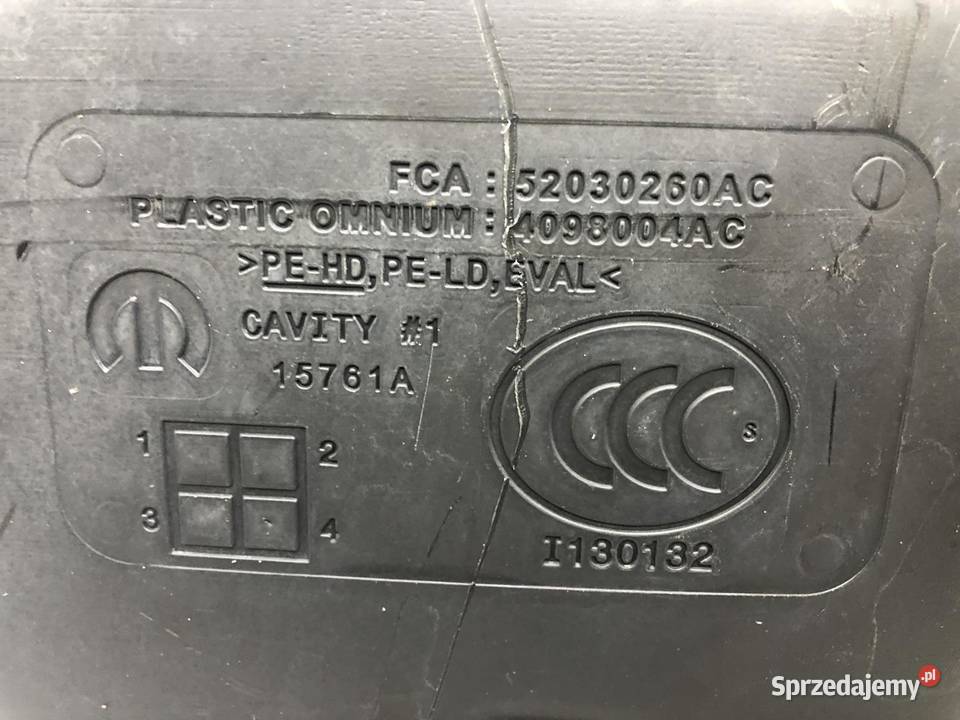 FCA : 52030260AC
PLASTIC OMNIUM : 4098004AC
>PE-HD,PE-LD,EVAL<
CAVITY #1
15761A
1 2
3 4
CCC S
I130132
Sprzedajemy.pl